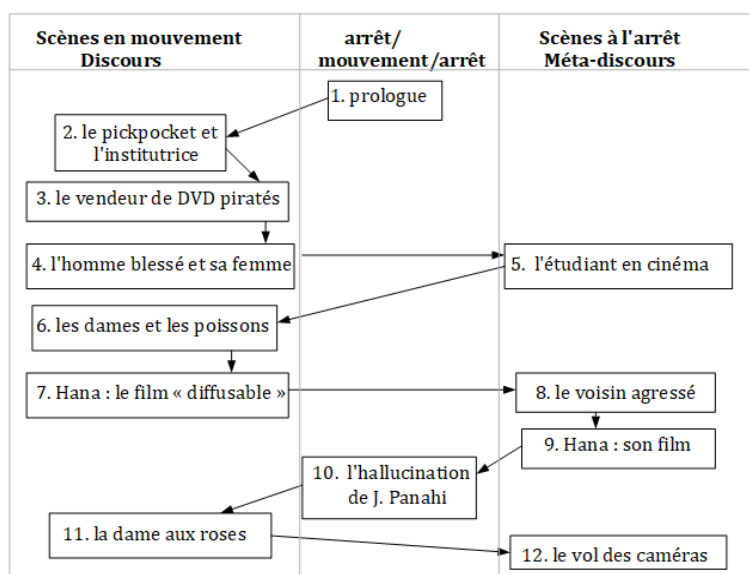 Scènes en mouvement
Discours
arrêt/
mouvement/arrêt
Scènes à l'arrêt
Méta-discours
1. prologue
2. le pickpocket et
l'institutrice
3. le vendeur de DVD piratés
4. l'homme blessé et sa femme
5. l'étudiant en cinéma
6. les dames et les poissons
7. Hana : le film « diffusable »
8. le voisin agressé
9. Hana : son film
10. l'hallucination
de J. Panahi
11. la dame aux roses
12. le vol des caméras